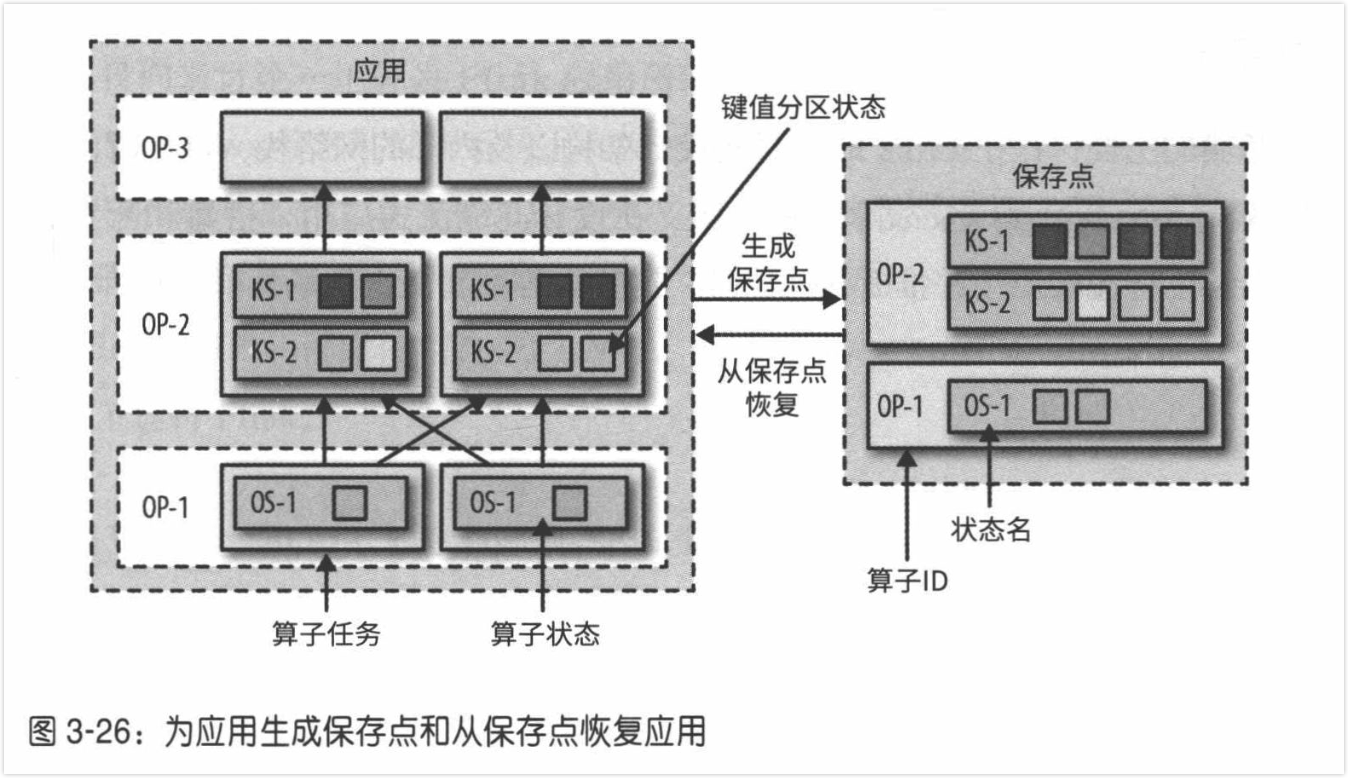 应用
OP-3
键值分区状态
保存点
OP-2
KS-1
KS-2
KS-1
KS-2
生成
保存点
从保存点
恢复
OP-2
KS-1
KS-2
OP-1
OS-1
OP-1
OS-1
OS-1
状态名
算子ID
算子任务
算子状态
图 3-26：为应用生成保存点和从保存点恢复应用